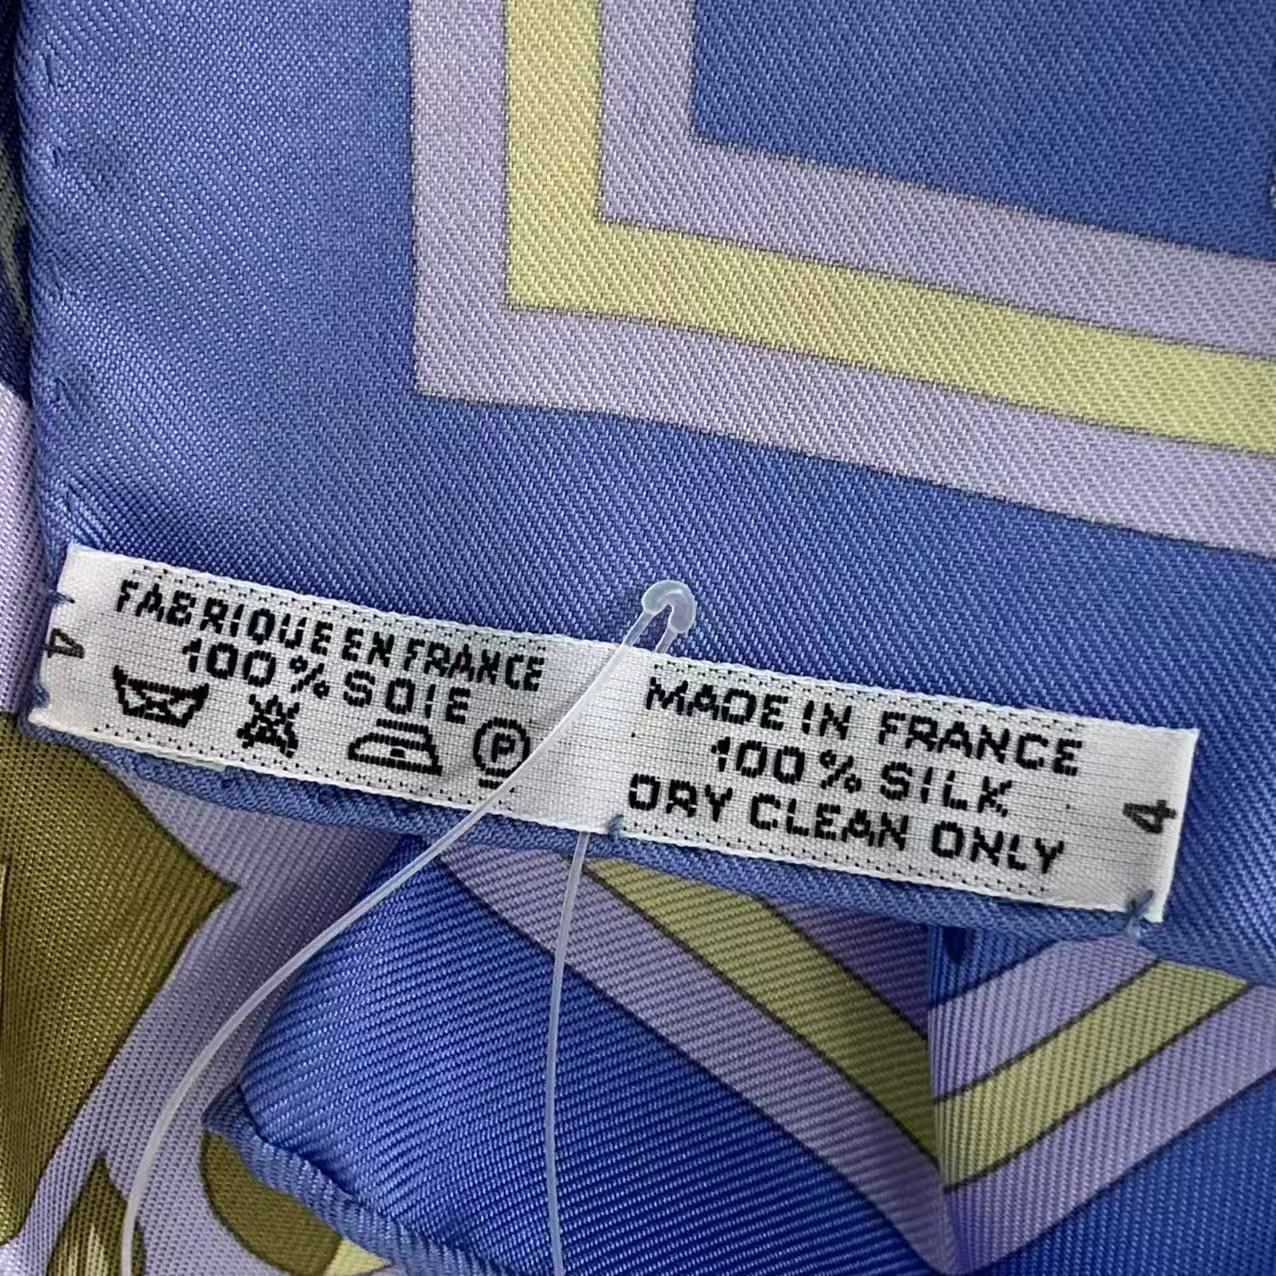 FABRIQUE EN FRANCE
100% SOIE
P
MADE IN FRANCE
100% SILK
DRY CLEAN ONLY
4
4